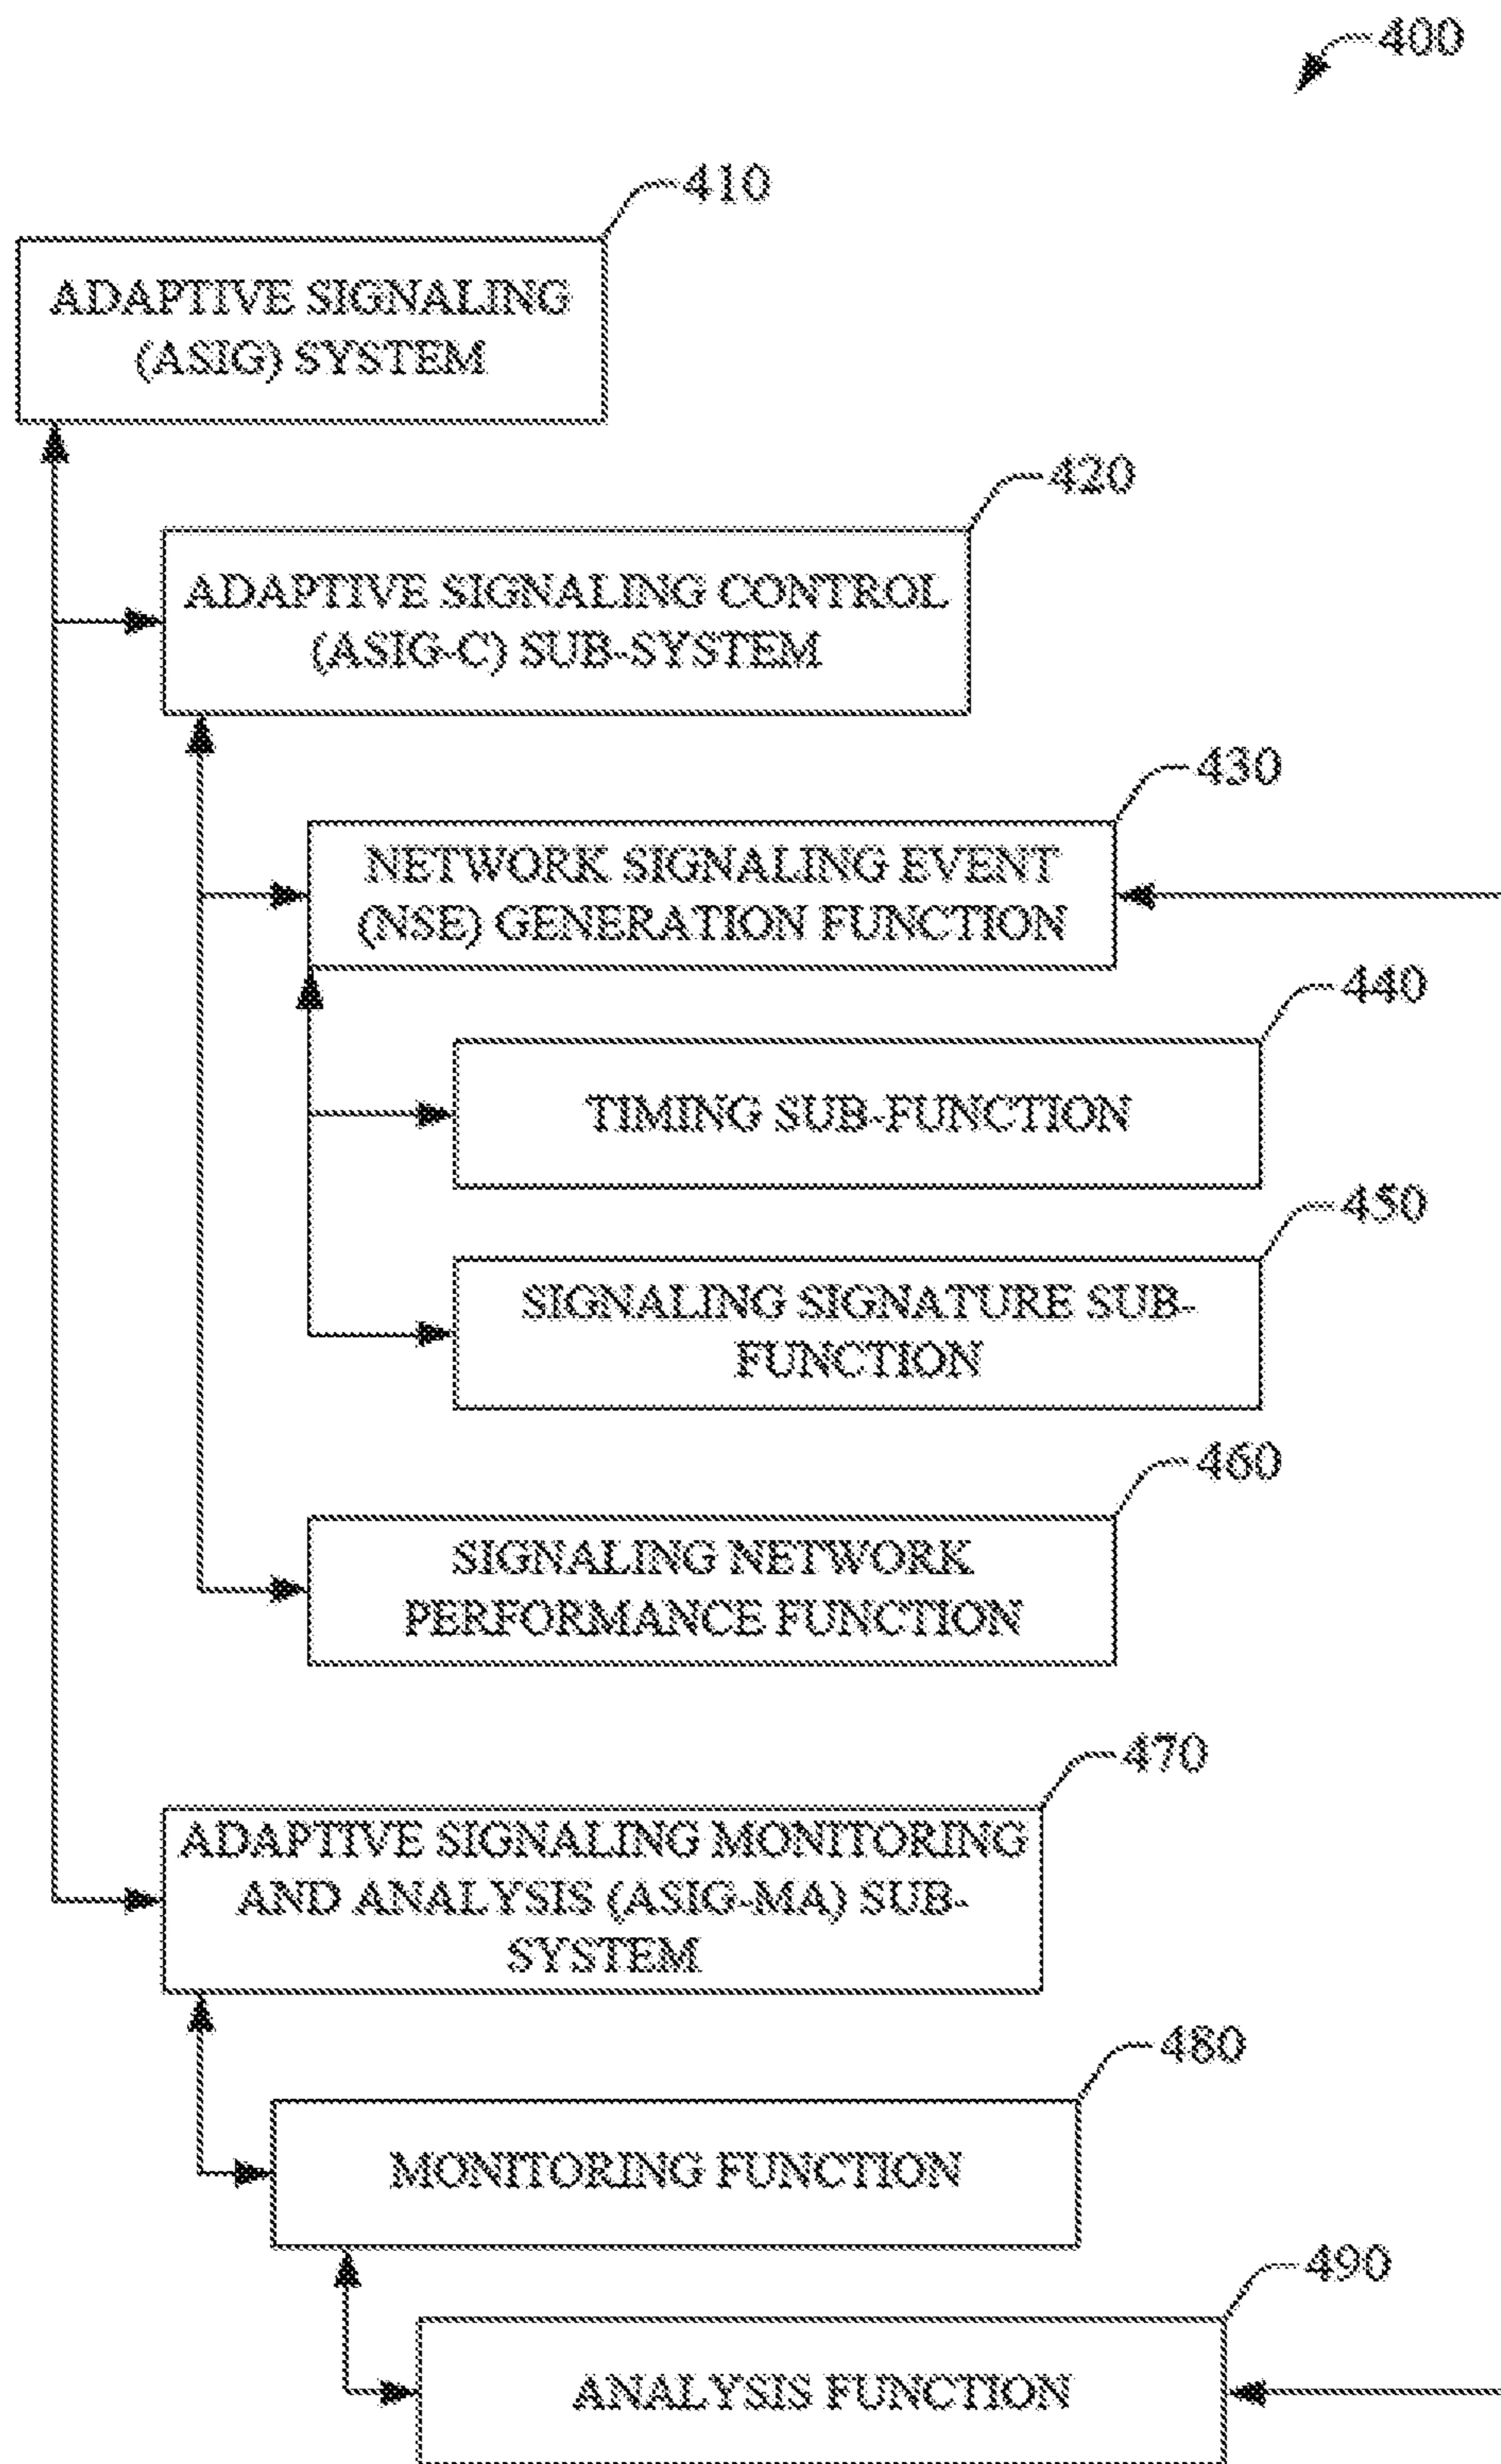 400
410
ADAPTIVE SIGNALING
(ASIG) SYSTEM
420
ADAPTIVE SIGNALING CONTROL
(ASIG-C) SUB-SYSTEM
430
NETWORK SIGNALING EVENT
(NSE) GENERATION FUNCTION
440
TIMING SUB-FUNCTION
450
SIGNALING SIGNATURE SUB-
FUNCTION
460
SIGNALING NETWORK
PERFORMANCE FUNCTION
470
ADAPTIVE SIGNALING MONITORING
AND ANALYSIS (ASIG-MA) SUB-
SYSTEM
480
MONITORING FUNCTION
490
ANALYSIS FUNCTION